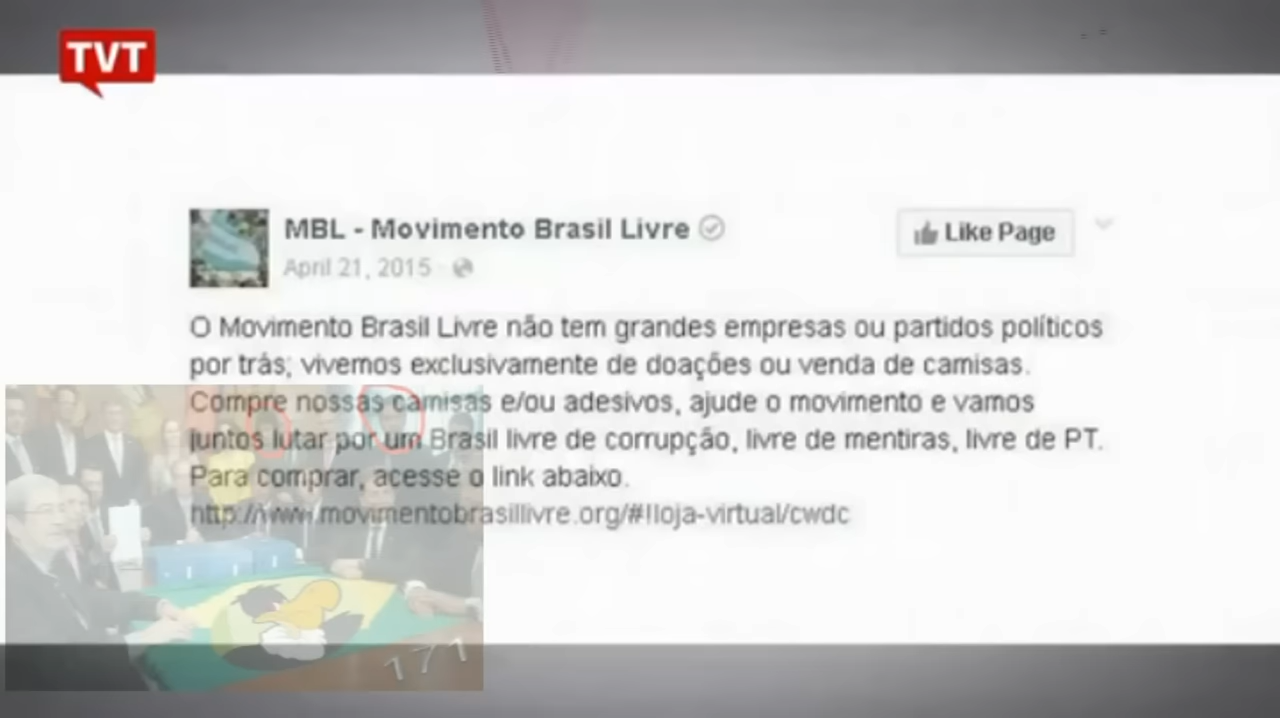 TVT
MBL - Movimento Brasil Livre
Like Page
April 21, 2015
O Movimento Brasil Livre não tem grandes empresas ou partidos políticos
por trás; vivemos exclusivamente de doações ou venda de camisas.
Compre nossas camisas e/ou adesivos, ajude o movimento e vamos
juntos lutar por um Brasil livre de corrupção, livre de mentiras, livre de PT.
Para comprar, acesse o link abaixo.
http://www.movimentobrasillivre.org/#!loja-virtual/cwdc
171